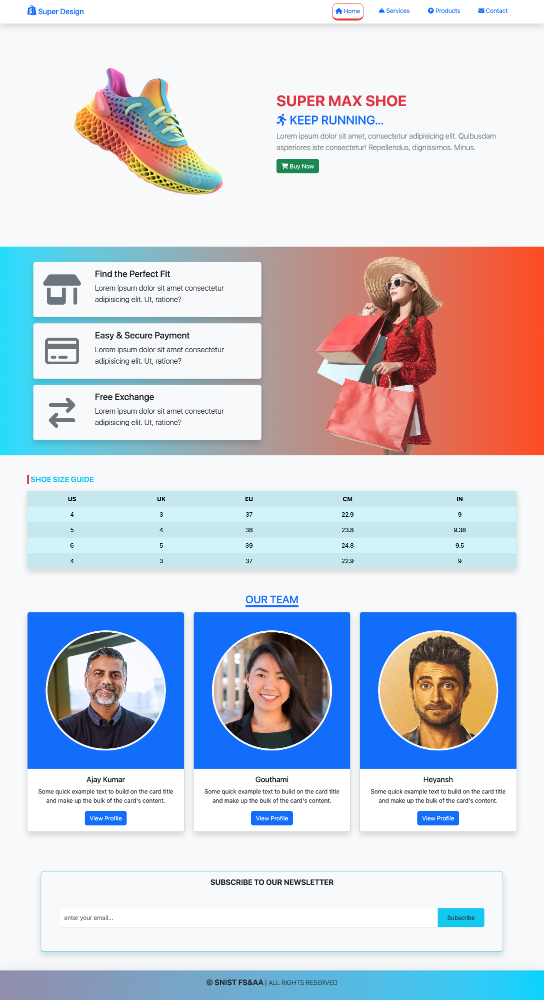 Super Design
Home Services Products Contact
SUPER MAX SHOE
KEEP RUNNING...
Lorem ipsum dolor sit amet, consectetur adipisicing elit. Quibusdam
asperiores iste consectetur! Repellendus, dignissimos. Minus.
Buy Now
Find the Perfect Fit
Lorem ipsum dolor sit amet consectetur
adipisicing elit. Ut, ratione?
Easy & Secure Payment
Lorem ipsum dolor sit amet consectetur
adipisicing elit. Ut, ratione?
Free Exchange
Lorem ipsum dolor sit amet consectetur
adipisicing elit. Ut, ratione?
SHOE SIZE GUIDE
US UK EU CM IN
4 3 37 22.9 9
5 4 38 23.8 9.38
6 5 39 24.8 9.5
4 3 37 22.9 9
OUR TEAM
Ajay Kumar
Some quick example text to build on the card title
and make up the bulk of the card's content.
View Profile
Gouthami
Some quick example text to build on the card title
and make up the bulk of the card's content.
View Profile
Heyansh
Some quick example text to build on the card title
and make up the bulk of the card's content.
View Profile
SUBSCRIBE TO OUR NEWSLETTER
enter your email... Subscribe
© SNIST FS&AA | ALL RIGHTS RESERVED